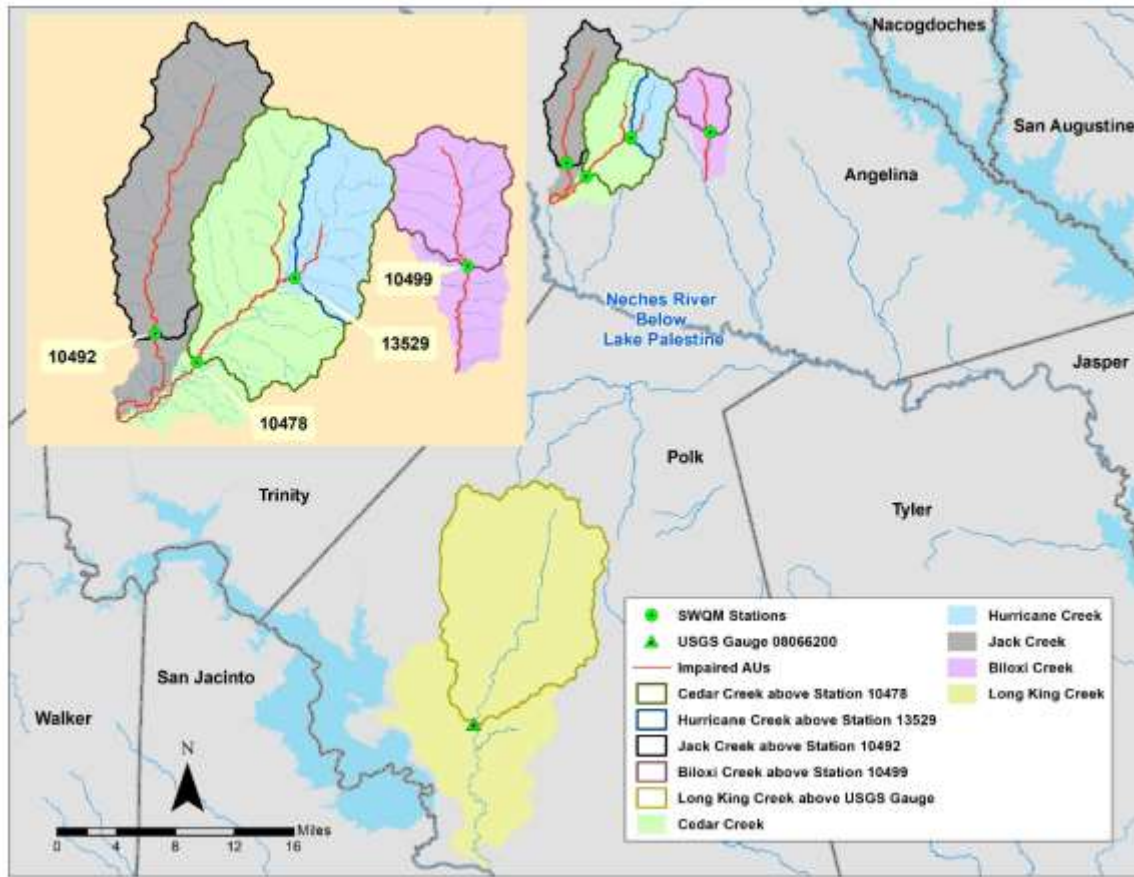 Nacogdoches
San Augustine
Angelina
10499
10492
13529
10478
Neches River
Below
Lake Palestine
Jasper
Trinity
Polk
Tyler
San Jacinto
Walker
N
Miles
0 4 8 12 16
SWQM Stations
USGS Gauge 08066200
Impaired AUs
Cedar Creek above Station 10478
Hurricane Creek above Station 13529
Jack Creek above Station 10492
Biloxi Creek above Station 10499
Long King Creek above USGS Gauge
Cedar Creek
Hurricane Creek
Jack Creek
Biloxi Creek
Long King Creek